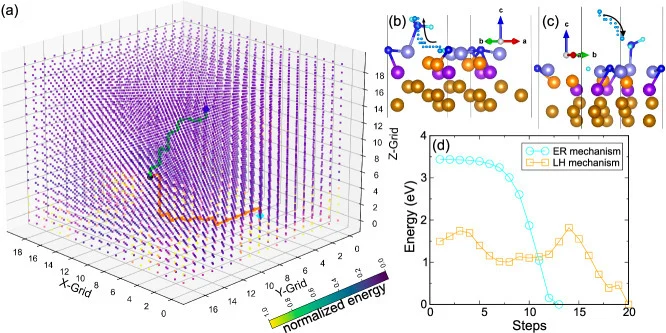 (a)
18
16
14
12
10
8
6
4
2
0
Z-Grid
18
16
14
12
10
8
6
4
2
0
X-Grid
16
14
12
10
8
6
4
2
0
Y-Grid
1.0
0.8
0.6
0.4
0.2
0.0
normalized energy
(b)
c
b
a
(c)
c
b
(d)
ER mechanism
LH mechanism
4
3
2
1
0
Energy (eV)
0
5
10
15
20
Steps